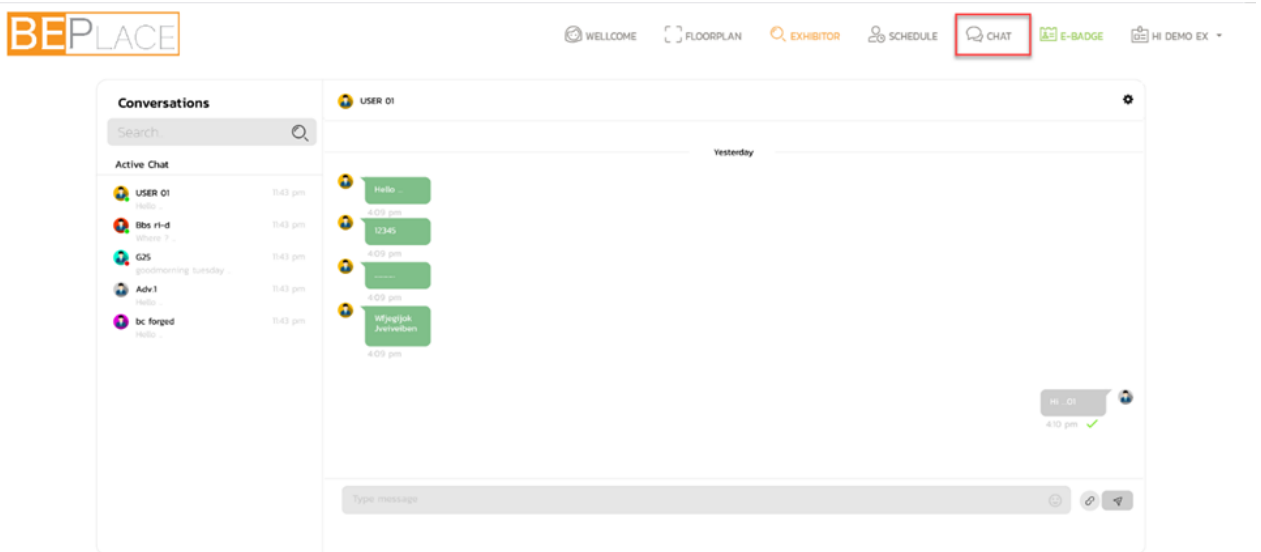 BEPLACE
WELLCOME FLOORPLAN EXHIBITOR SCHEDULE CHAT E-BADGE HI DEMO EX
Conversations
Search..
Active Chat
USER 01 11:43 pm
Hello ..
Bbs ri-d 11:43 pm
Where ? ..
G25 11:43 pm
goodmorning tuesday ..
Adv.1 11:43 pm
Hello ..
bc forged 11:43 pm
Hello ..
USER 01
Yesterday
Hello ...
4:09 pm
12345
4:09 pm
..........
4:09 pm
Wfjegtjok
Jveiveiben
4:09 pm
Hi ..01
4:10 pm
Type message